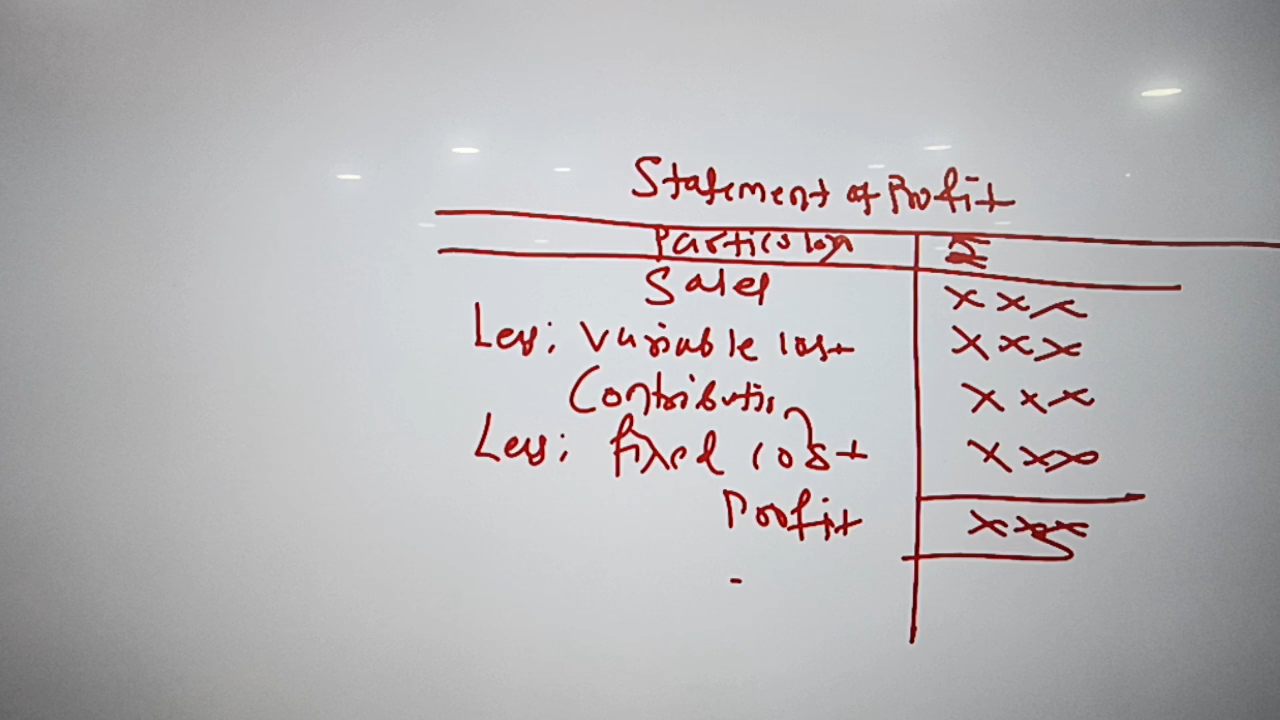 Statement of Profit
Particulars ₹
Sales xxx
Less: Variable Cost xxx
Contribution xxx
Less: fixed cost xxx
Profit xxx